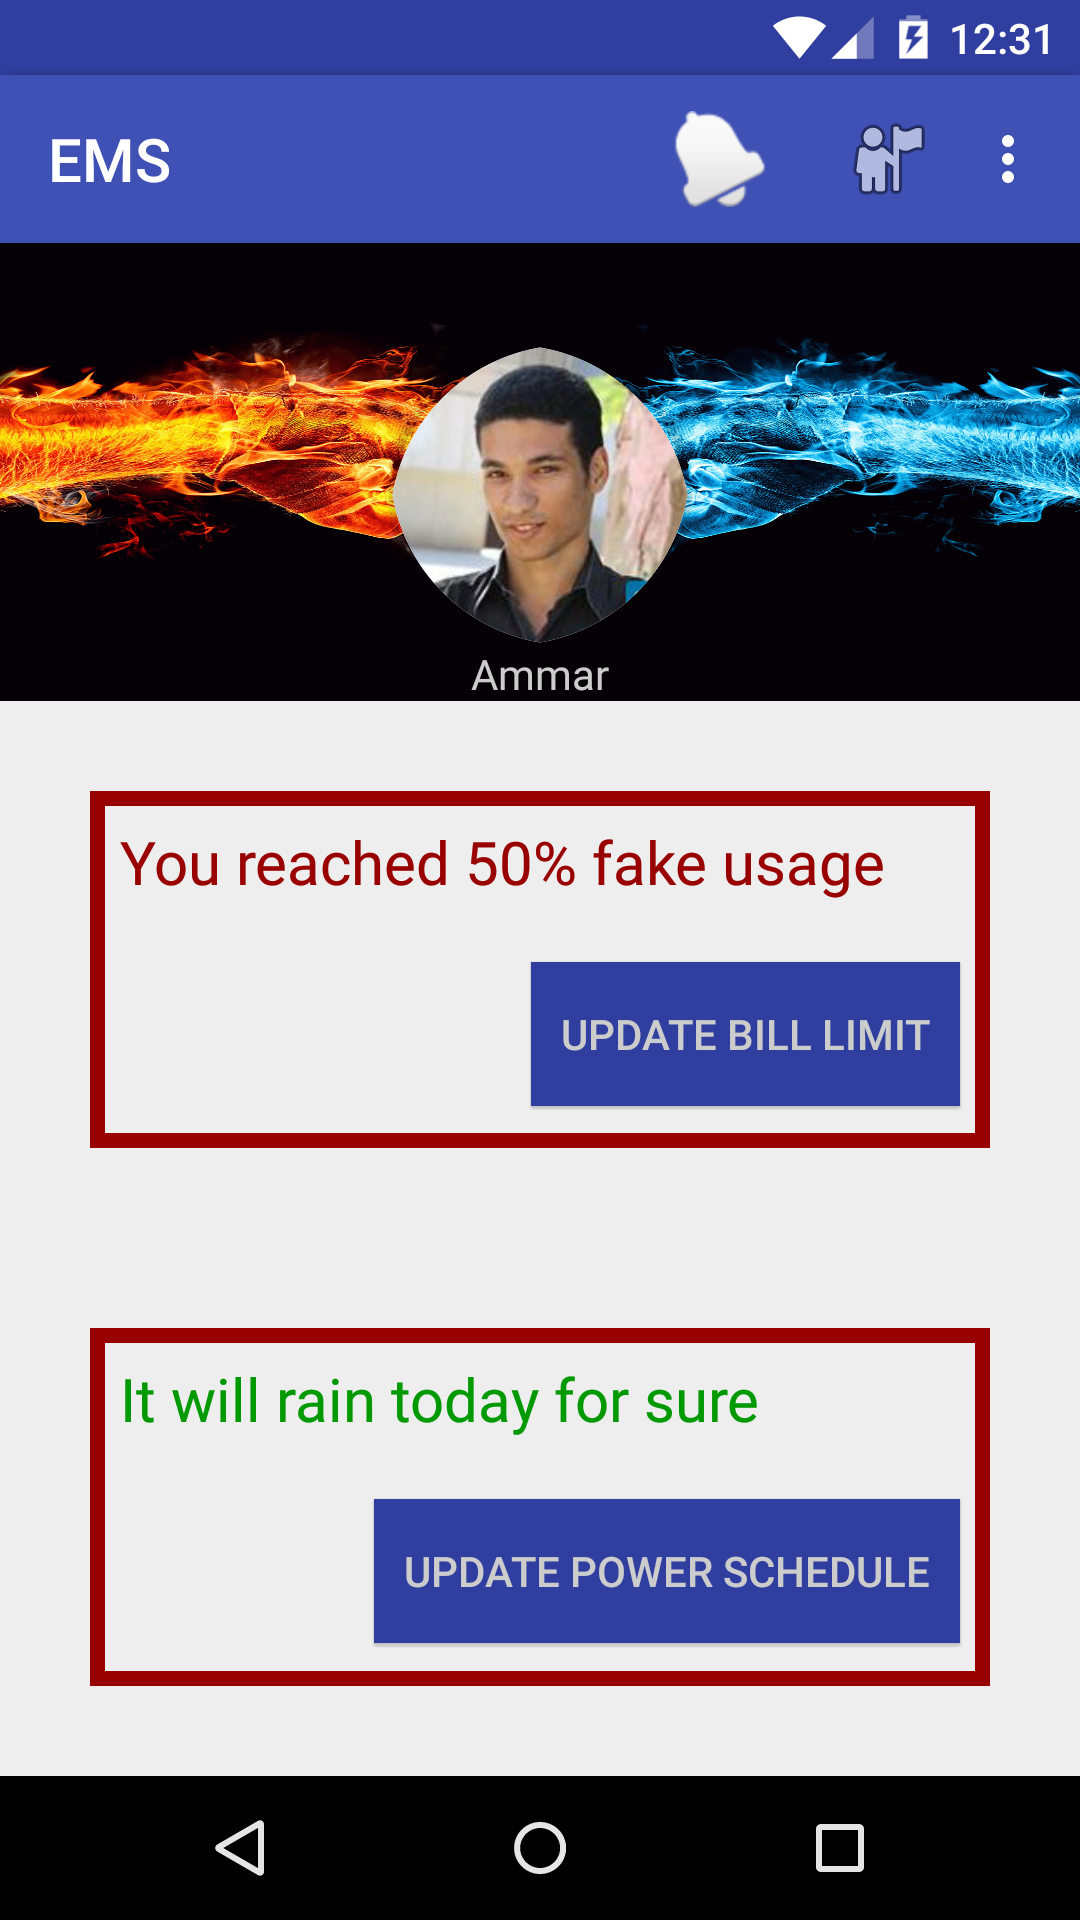 12:31
EMS
Ammar
You reached 50% fake usage
UPDATE BILL LIMIT
It will rain today for sure
UPDATE POWER SCHEDULE